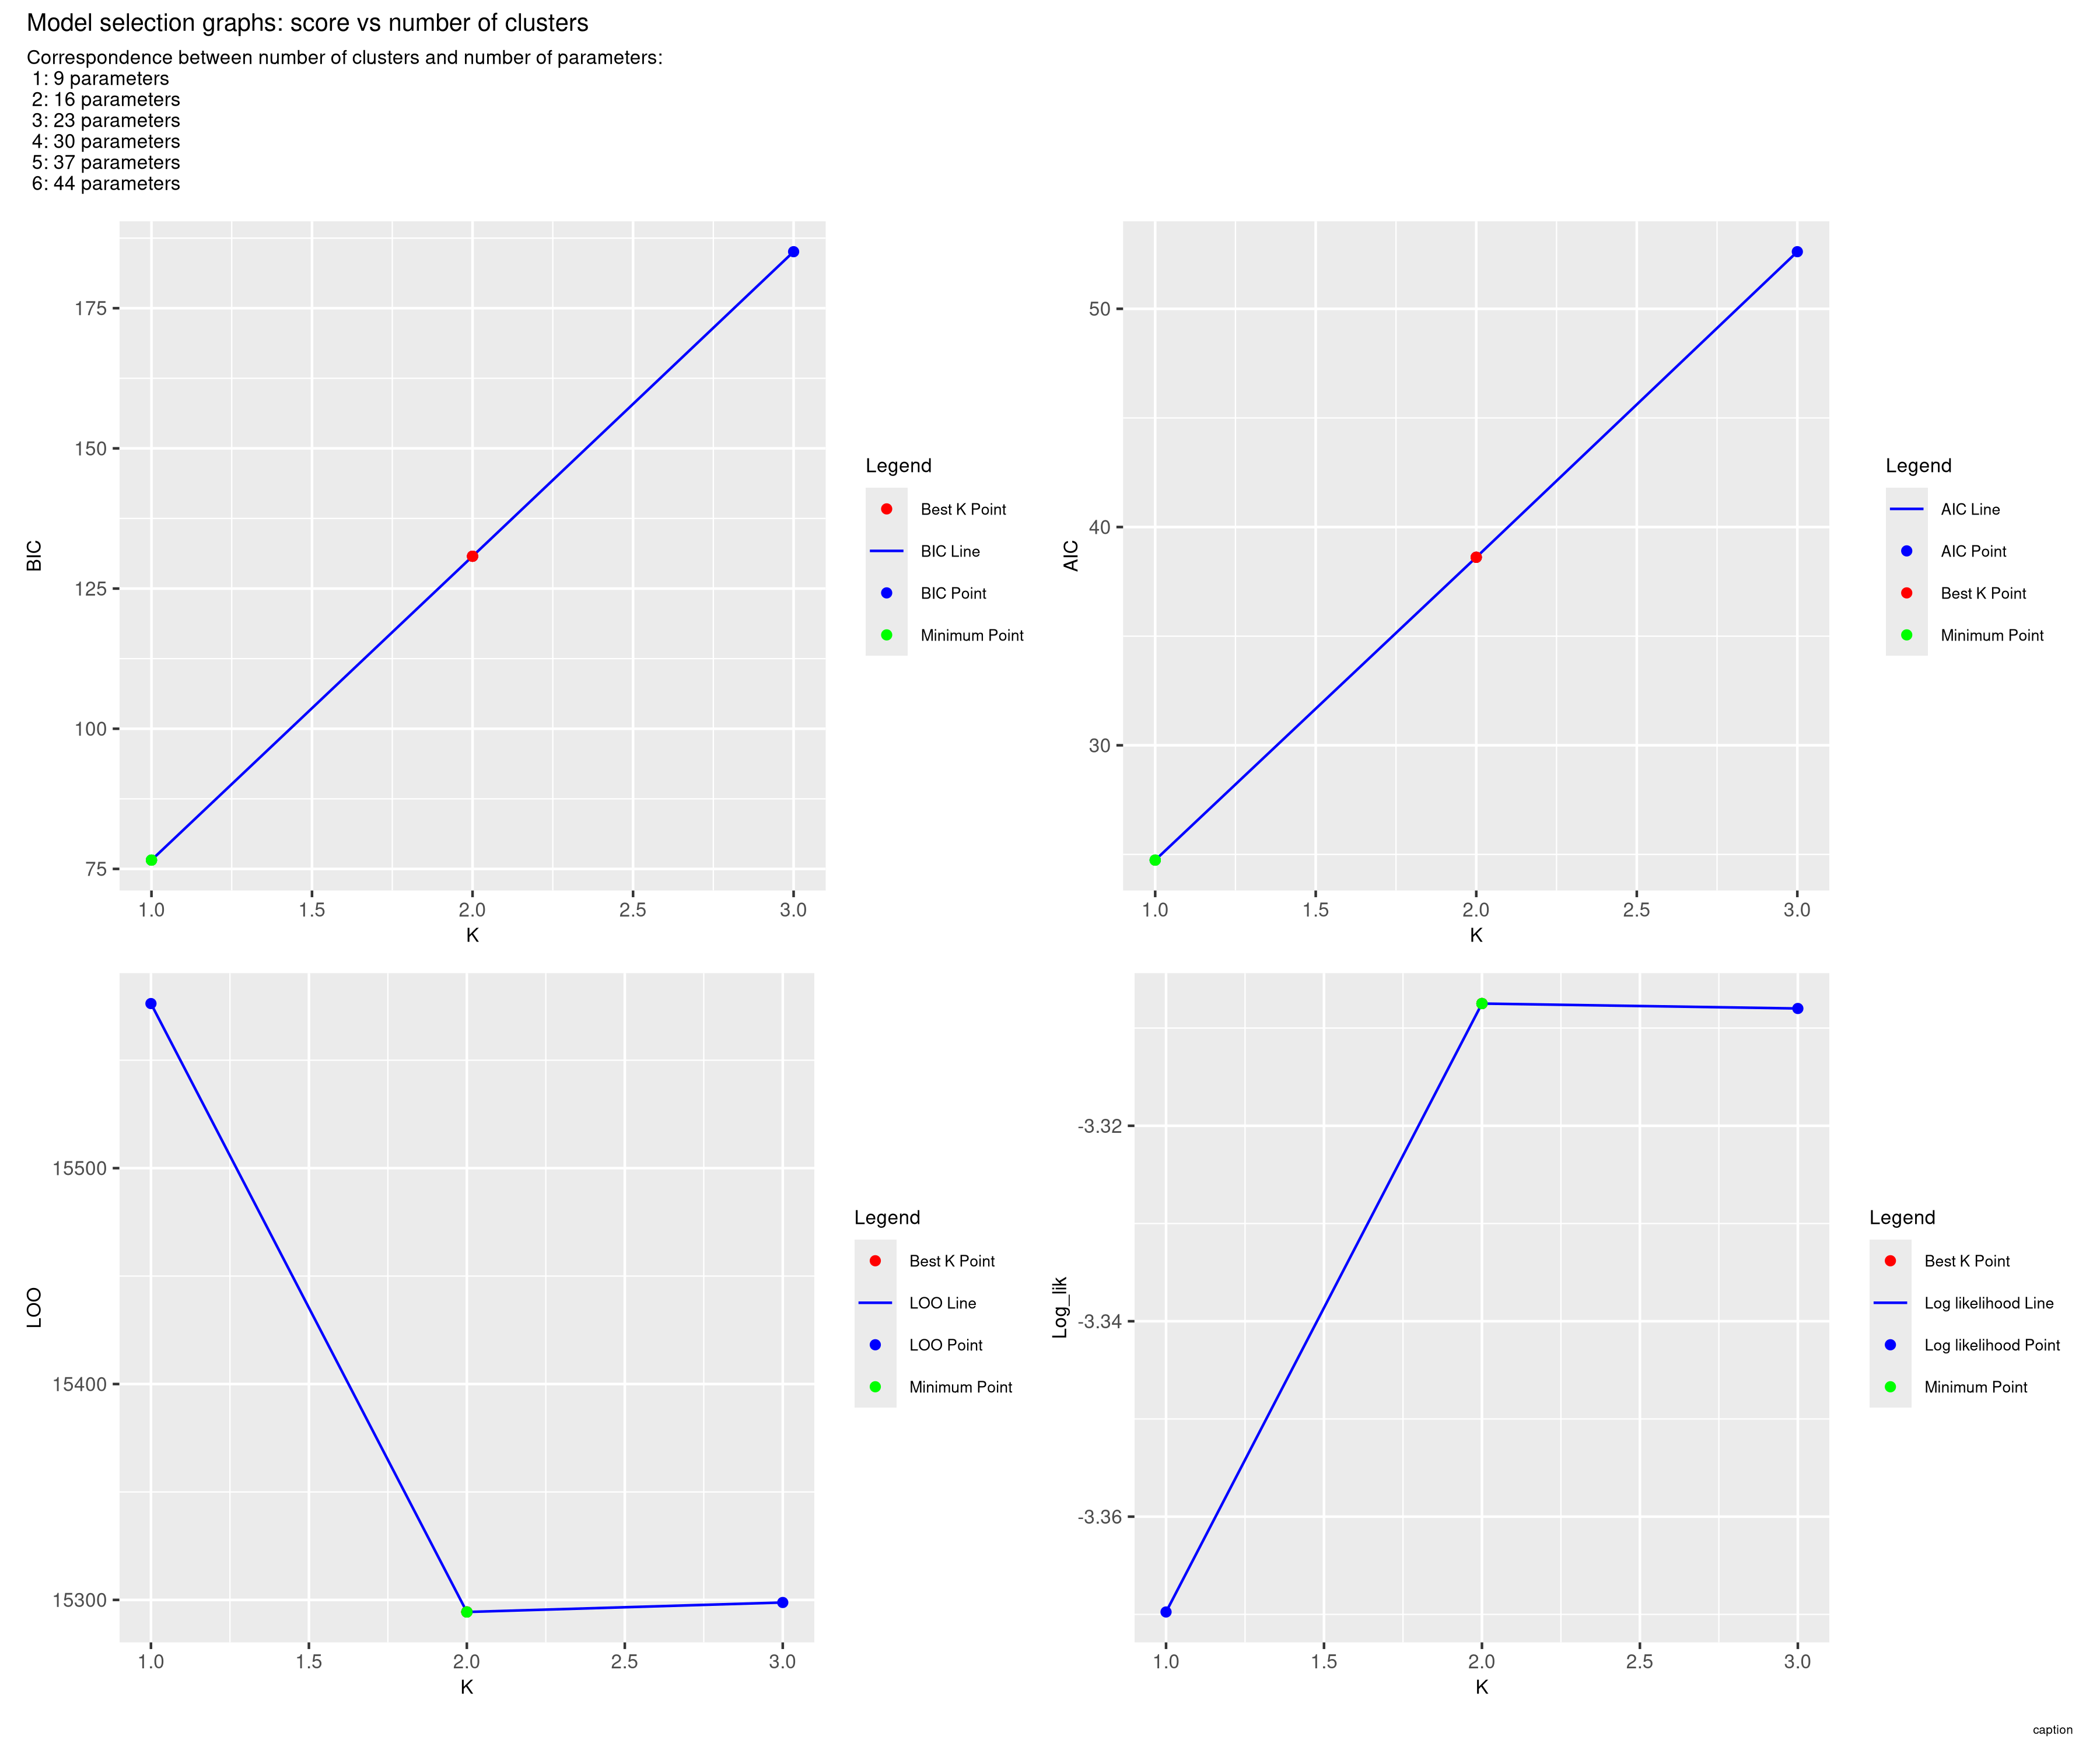 Model selection graphs: score vs number of clusters
Correspondence between number of clusters and number of parameters:
1: 9 parameters
2: 16 parameters
3: 23 parameters
4: 30 parameters
5: 37 parameters
6: 44 parameters
BIC
175
150
125
100
75
1.0 1.5 2.0 2.5 3.0
K
Legend
Best K Point
BIC Line
BIC Point
Minimum Point
AIC
50
40
30
1.0 1.5 2.0 2.5 3.0
K
Legend
AIC Line
AIC Point
Best K Point
Minimum Point
LOO
15500
15400
15300
1.0 1.5 2.0 2.5 3.0
K
Legend
Best K Point
LOO Line
LOO Point
Minimum Point
Log_lik
-3.32
-3.34
-3.36
1.0 1.5 2.0 2.5 3.0
K
Legend
Best K Point
Log likelihood Line
Log likelihood Point
Minimum Point
caption